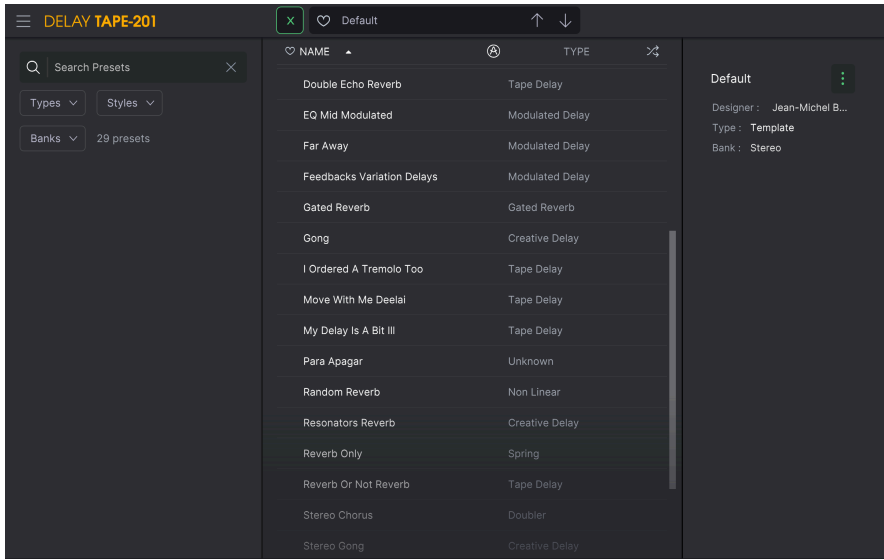 DELAY TAPE-201
X
Default
Search Presets
Types
Styles
Banks
29 presets
NAME
TYPE
Double Echo Reverb Tape Delay
EQ Mid Modulated Modulated Delay
Far Away Modulated Delay
Feedbacks Variation Delays Modulated Delay
Gated Reverb Gated Reverb
Gong Creative Delay
I Ordered A Tremolo Too Tape Delay
Move With Me Deelai Tape Delay
My Delay Is A Bit Ill Tape Delay
Para Apagar Unknown
Random Reverb Non Linear
Resonators Reverb Creative Delay
Reverb Only Spring
Reverb Or Not Reverb Tape Delay
Stereo Chorus Doubler
Stereo Gong Creative Delay
Default
Designer : Jean-Michel B...
Type : Template
Bank : Stereo